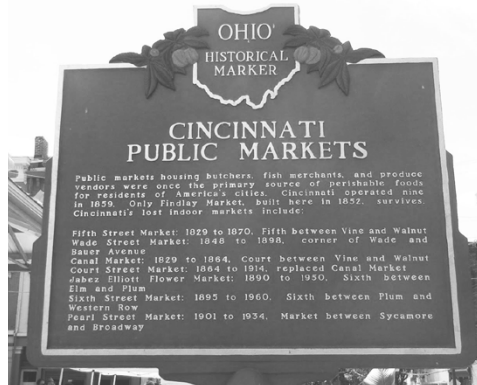 OHIO
HISTORICAL
MARKER
CINCINNATI
PUBLIC MARKETS
Public markets housing butchers, fish merchants, and produce
vendors were once the primary source of perishable foods
for residents of America's cities. Cincinnati operated nine
in 1859. Only Findlay Market, built here in 1852, survives.
Cincinnati's lost indoor markets include:
Fifth Street Market: 1829 to 1870, Fifth between Vine and Walnut
Wade Street Market: 1848 to 1898, corner of Wade and
Bauer Avenue
Canal Market: 1829 to 1864, Court between Vine and Walnut
Court Street Market: 1864 to 1914, replaced Canal Market
Jabez Elliott Flower Market: 1890 to 1950, Sixth between
Elm and Plum
Sixth Street Market: 1895 to 1960, Sixth between Plum and
Western Row
Pearl Street Market: 1901 to 1934, Market between Sycamore
and Broadway